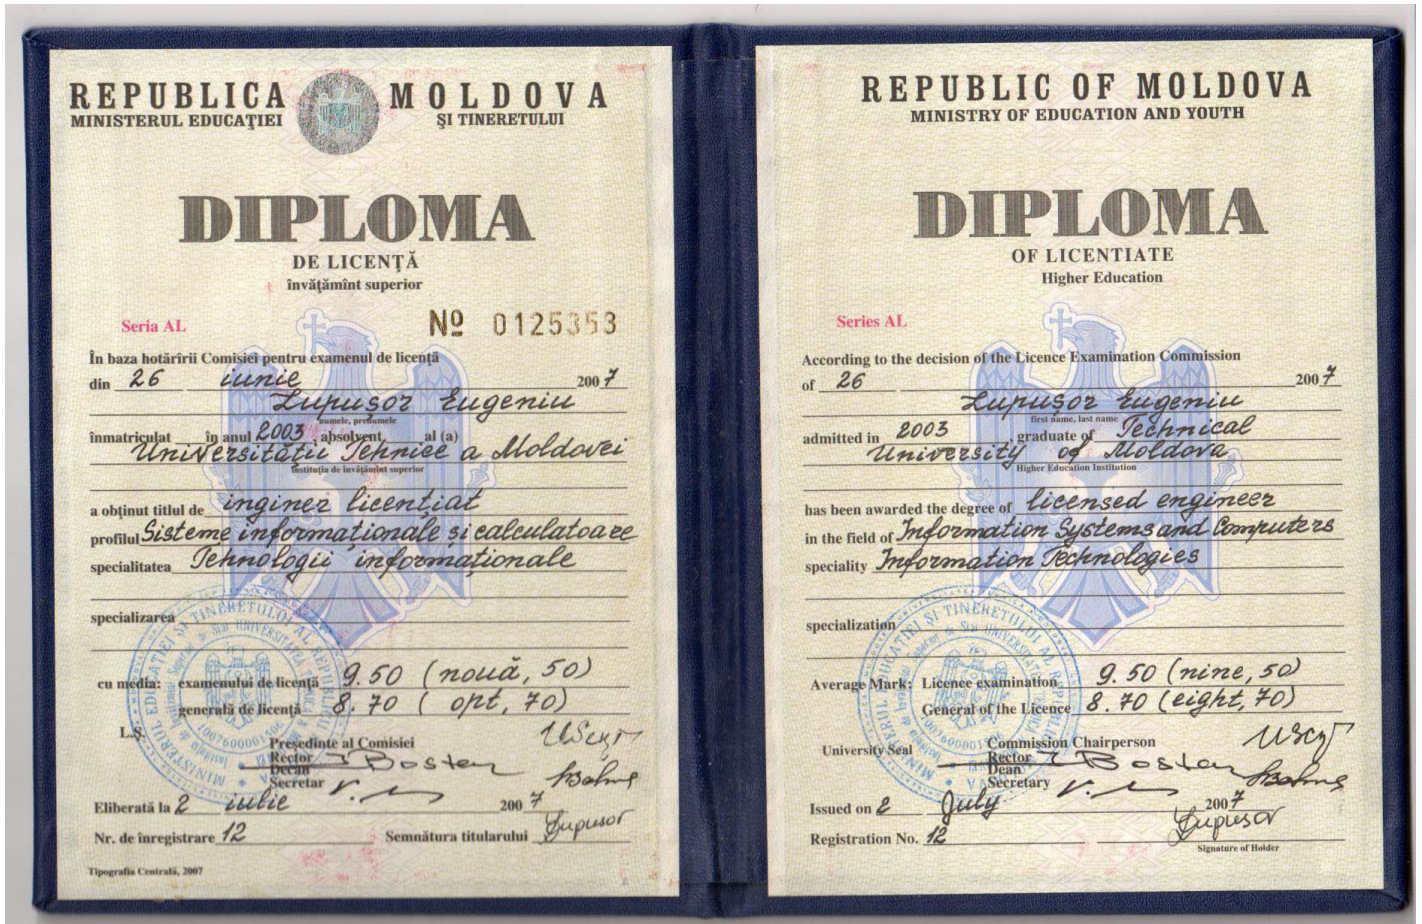 REPUBLICA MOLDOVA
MINISTERUL EDUCAŢIEI ŞI TINERETULUI
DIPLOMA
DE LICENŢĂ
învăţămînt superior
Seria AL № 0125353
În baza hotărîrii Comisiei pentru examenul de licenţă
din 26 iunie 2007
Lupuşor Eugeniu
numele, prenumele
înmatriculat în anul 2003, absolvent al (a)
Universităţii Tehnice a Moldovei
instituţia de învăţămînt superior
a obţinut titlul de inginer licenţiat
profilul Sisteme informaţionale şi calculatoare
specialitatea Tehnologii informaţionale
specializarea
cu media: examenului de licenţă 9.50 (nouă, 50)
generală de licenţă 8.70 (opt, 70)
L.Ş.
Preşedinte al Comisiei
Rector Bostan
Decan
Secretar
Eliberată la 2 iulie 2007
Nr. de înregistrare 12 Semnătura titularului Lupusor
Tipografia Centrală, 2007
REPUBLIC OF MOLDOVA
MINISTRY OF EDUCATION AND YOUTH
DIPLOMA
OF LICENTIATE
Higher Education
Series AL
According to the decision of the Licence Examination Commission
of 26 2007
Lupuşor Eugeniu
first name, last name
admitted in 2003, graduate of Technical
University of Moldova
Higher Education Institution
has been awarded the degree of licensed engineer
in the field of Information Systems and Computers
speciality Information Technologies
specialization
Average Mark: Licence examination 9.50 (nine, 50)
General of the Licence 8.70 (eight, 70)
University Seal
Commission Chairperson
Rector Bostan
Dean
Secretary
Issued on 2 July 2007
Registration No. 12 Lupusor
Signature of Holder